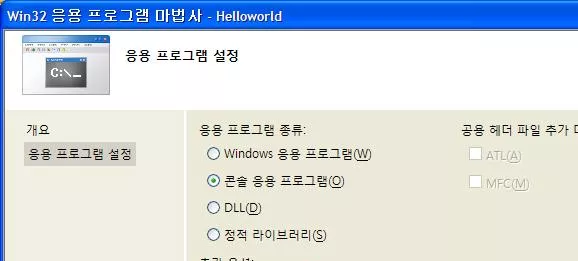 Win32 응용 프로그램 마법사 - Helloworld
C:\_
응용 프로그램 설정
개요
응용 프로그램 설정
응용 프로그램 종류:
Windows 응용 프로그램(W)
콘솔 응용 프로그램(O)
DLL(D)
정적 라이브러리(S)
공용 헤더 파일 추가
ATL(A)
MFC(M)